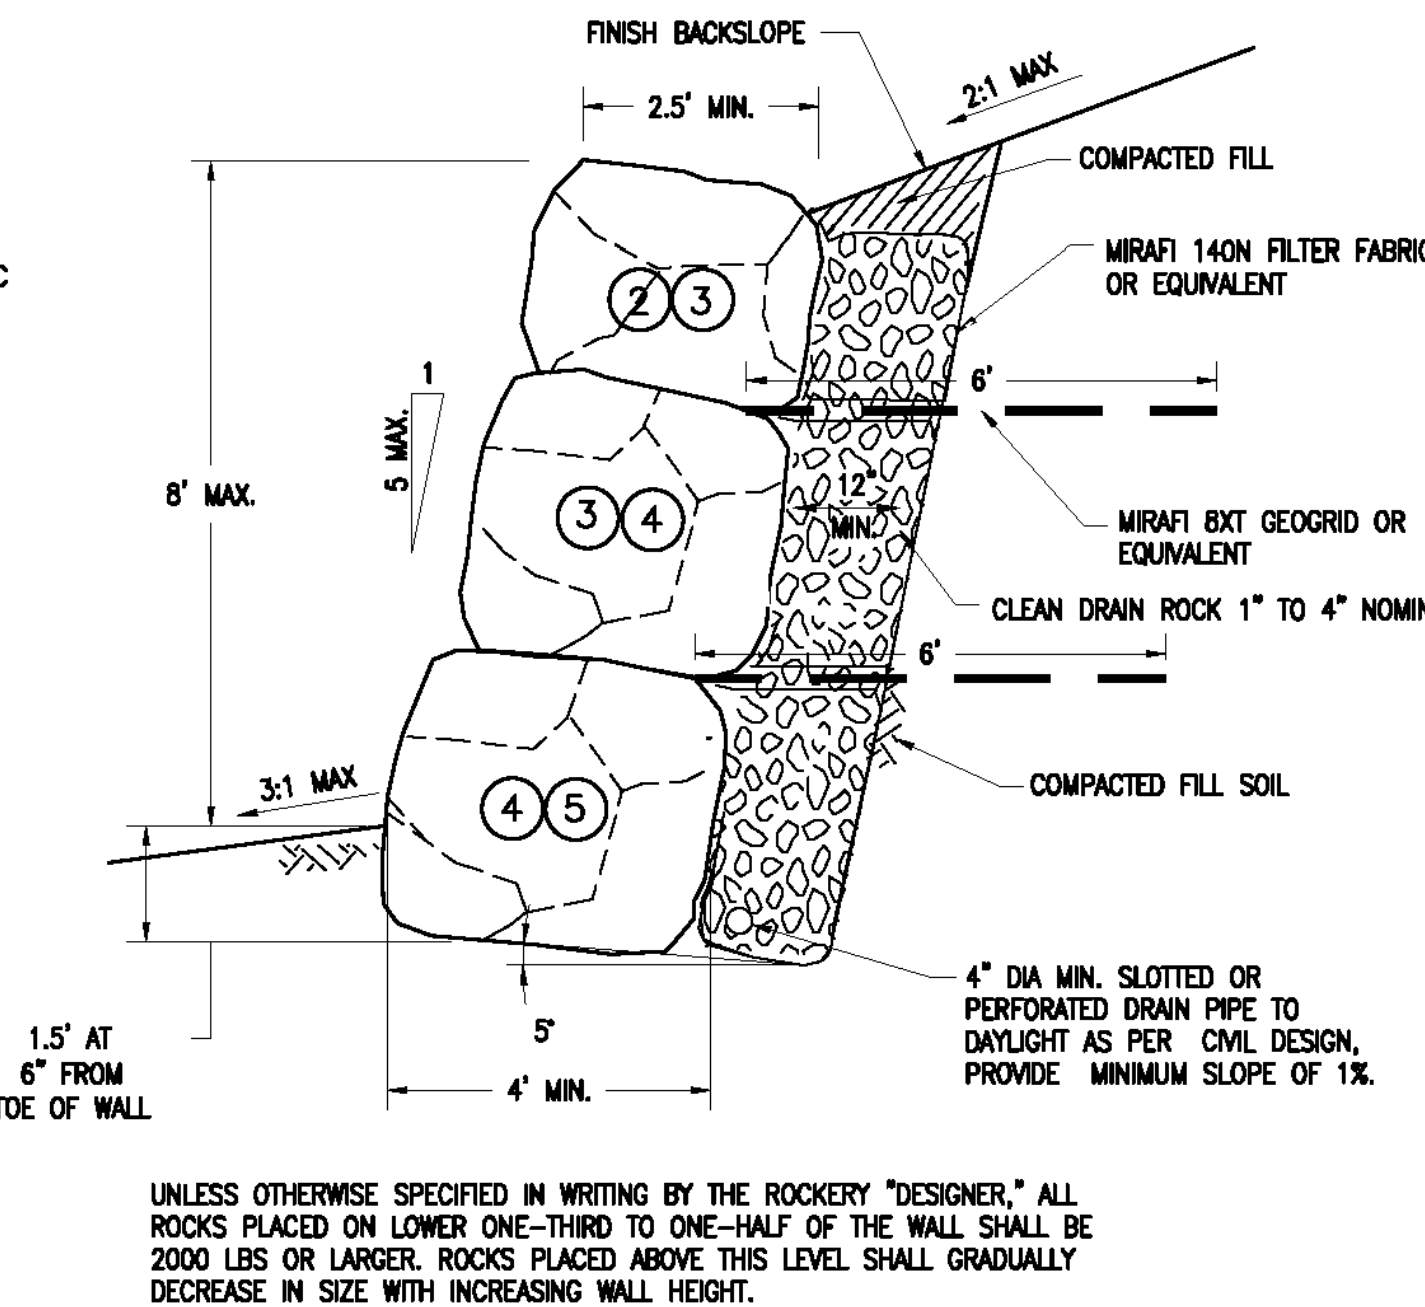 FINISH BACKSLOPE
2:1 MAX
2.5' MIN.
COMPACTED FILL
C
MIRAFI 140N FILTER FABRIC
OR EQUIVALENT
2 3
1
6'
5 MAX.
8' MAX.
12"
MIN.
3 4
MIRAFI 8XT GEOGRID OR
EQUIVALENT
CLEAN DRAIN ROCK 1" TO 4" NOMIN
6'
3:1 MAX
4 5
COMPACTED FILL SOIL
4" DIA MIN. SLOTTED OR
PERFORATED DRAIN PIPE TO
DAYLIGHT AS PER CIVIL DESIGN,
PROVIDE MINIMUM SLOPE OF 1%.
5°
1.5' AT
6" FROM
TOE OF WALL
4' MIN.
UNLESS OTHERWISE SPECIFIED IN WRITING BY THE ROCKERY "DESIGNER," ALL
ROCKS PLACED ON LOWER ONE-THIRD TO ONE-HALF OF THE WALL SHALL BE
2000 LBS OR LARGER. ROCKS PLACED ABOVE THIS LEVEL SHALL GRADUALLY
DECREASE IN SIZE WITH INCREASING WALL HEIGHT.